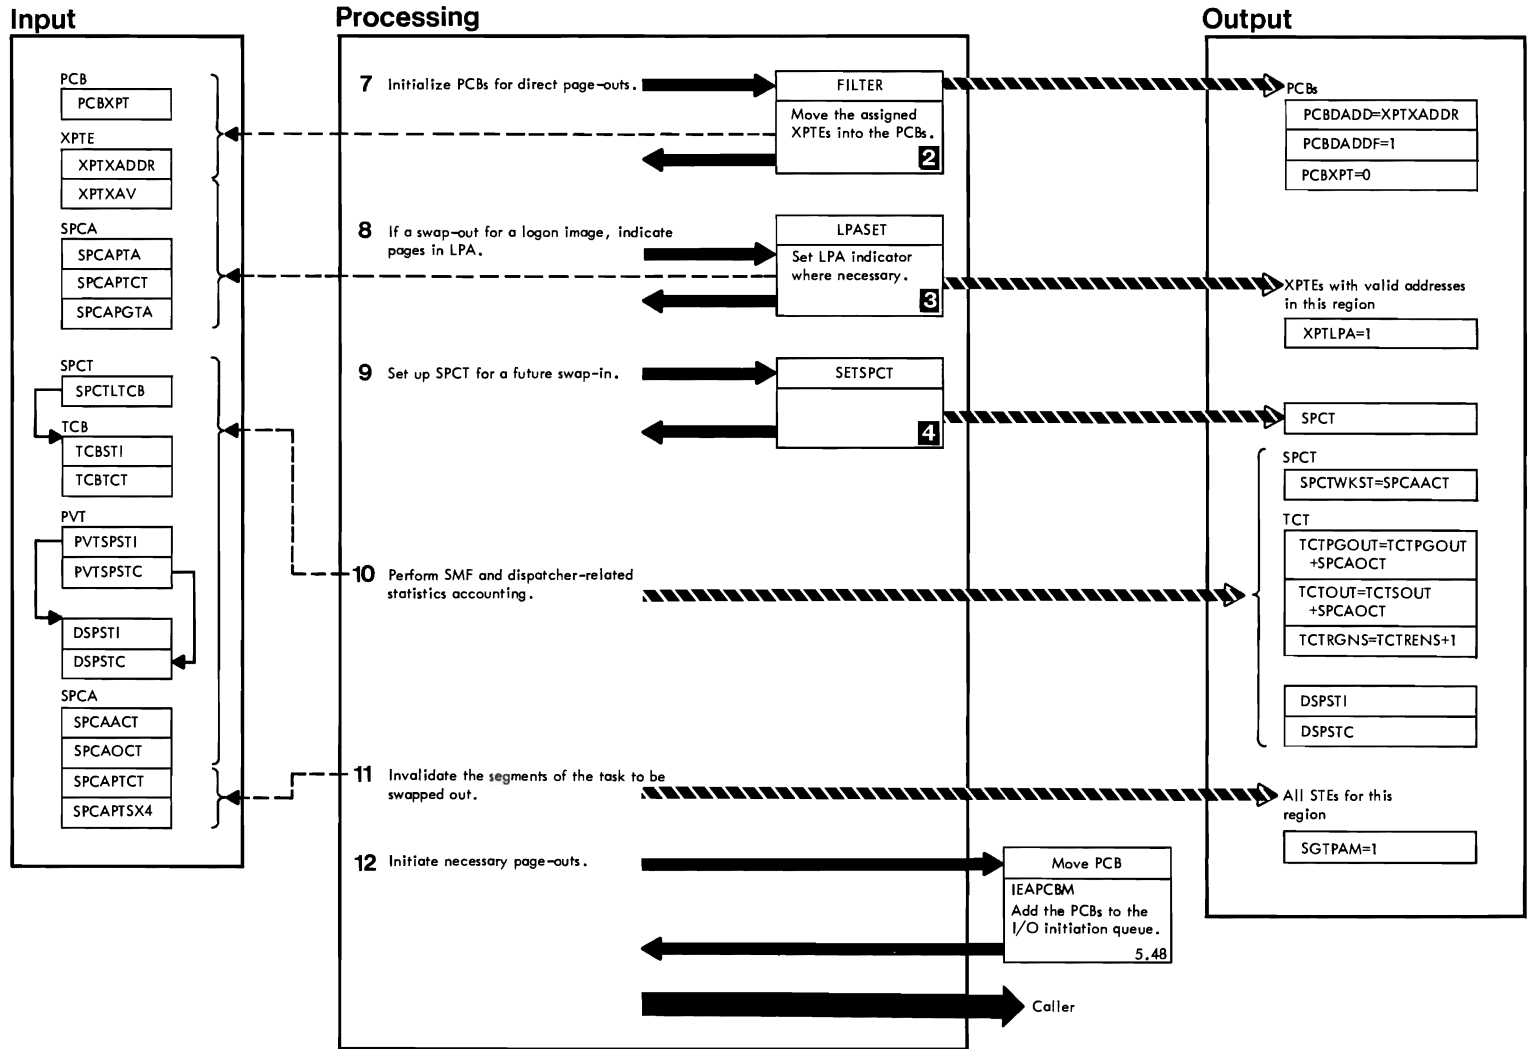 Input
PCB
PCBXPT
XPTE
XPTXADDR
XPTXAV
SPCA
SPCAPTA
SPCAPTCT
SPCAPGTA
SPCT
SPCTLTCB
TCB
TCBSTI
TCBTCT
PVT
PVTSPSTI
PVTSPSTC
DSPSTI
DSPSTC
SPCA
SPCAACT
SPCAOCT
SPCAPTCT
SPCAPTSX4
Processing
7 Initialize PCBs for direct page-outs.
FILTER
Move the assigned
XPTEs into the PCBs.
2
8 If a swap-out for a logon image, indicate
pages in LPA.
LPASET
Set LPA indicator
where necessary.
3
9 Set up SPCT for a future swap-in.
SETSPCT
4
10 Perform SMF and dispatcher-related
statistics accounting.
11 Invalidate the segments of the task to be
swapped out.
12 Initiate necessary page-outs.
Move PCB
IEAPCBM
Add the PCBs to the
I/O initiation queue.
5.48
Caller
Output
PCBs
PCBDADD=XPTXADDR
PCBDADDF=1
PCBXPT=0
XPTEs with valid addresses
in this region
XPTLPA=1
SPCT
SPCT
SPCTWKST=SPCAACT
TCT
TCTPGOUT=TCTPGOUT
+SPCAOCT
TCTOUT=TCTSOUT
+SPCAOCT
TCTRGNS=TCTRENS+1
DSPSTI
DSPSTC
All STEs for this
region
SGTPAM=1